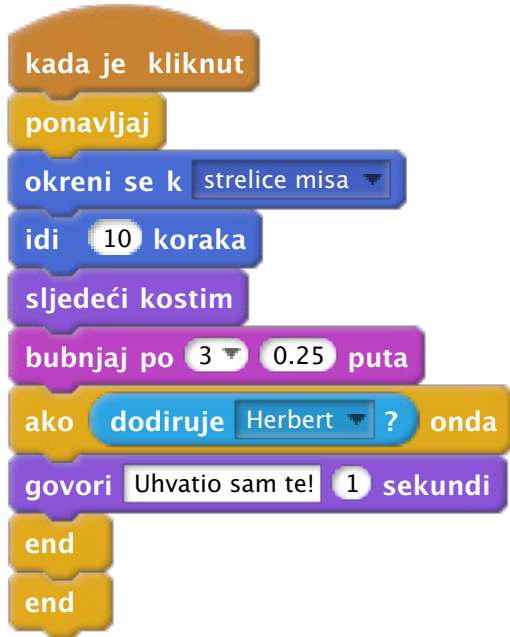 kada je kliknut
ponavljaj
okreni se k strelice misa
idi 10 koraka
sljedeći kostim
bubnjaj po 3 0.25 puta
ako dodiruje Herbert ? onda
govori Uhvatio sam te! 1 sekundi
end
end